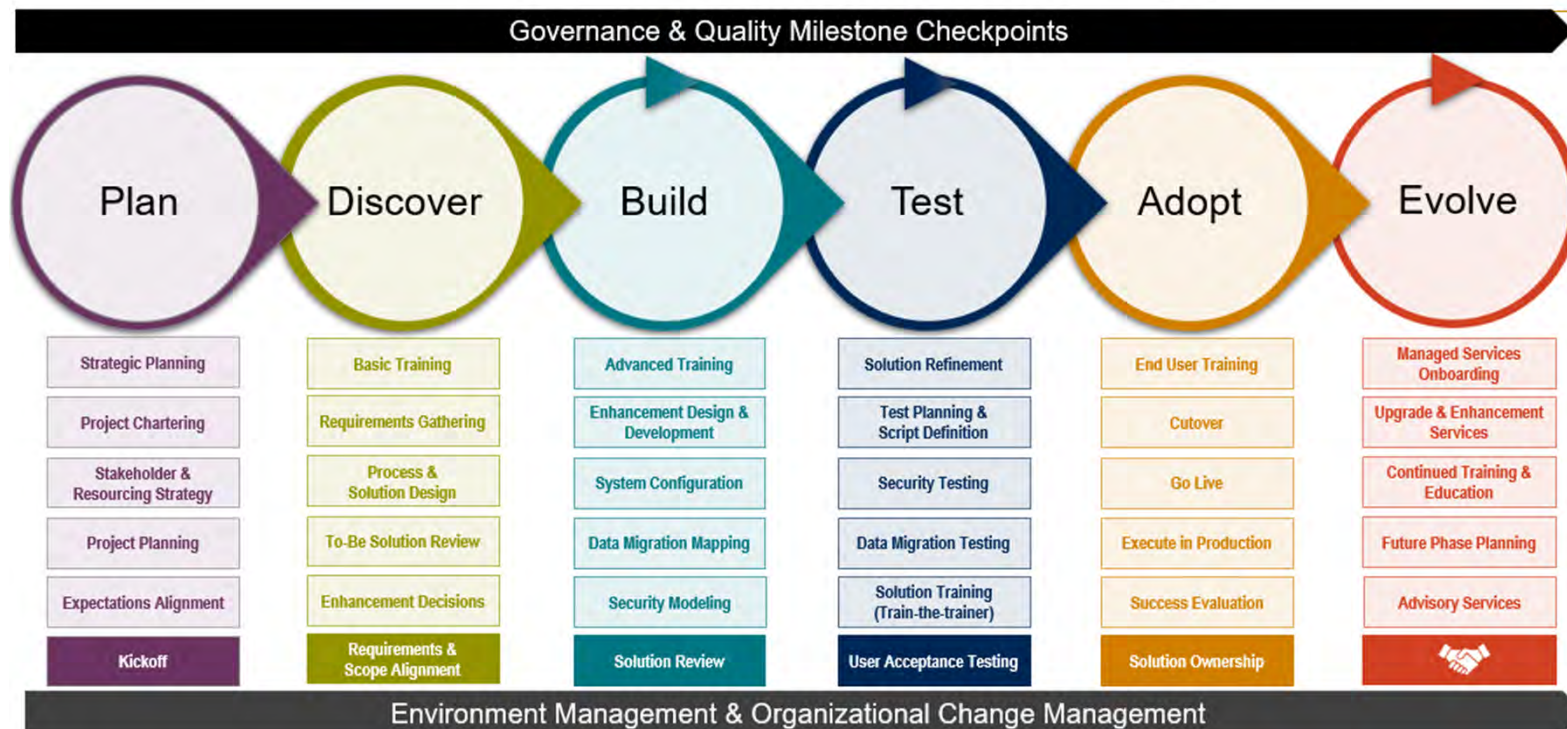 Governance & Quality Milestone Checkpoints
Plan
Discover
Build
Test
Adopt
Evolve
Strategic Planning
Project Chartering
Stakeholder &
Resourcing Strategy
Project Planning
Expectations Alignment
Kickoff
Basic Training
Requirements Gathering
Process &
Solution Design
To-Be Solution Review
Enhancement Decisions
Requirements &
Scope Alignment
Advanced Training
Enhancement Design &
Development
System Configuration
Data Migration Mapping
Security Modeling
Solution Review
Solution Refinement
Test Planning &
Script Definition
Security Testing
Data Migration Testing
Solution Training
(Train-the-trainer)
User Acceptance Testing
End User Training
Cutover
Go Live
Execute in Production
Success Evaluation
Solution Ownership
Managed Services
Onboarding
Upgrade & Enhancement
Services
Continued Training &
Education
Future Phase Planning
Advisory Services
Environment Management & Organizational Change Management